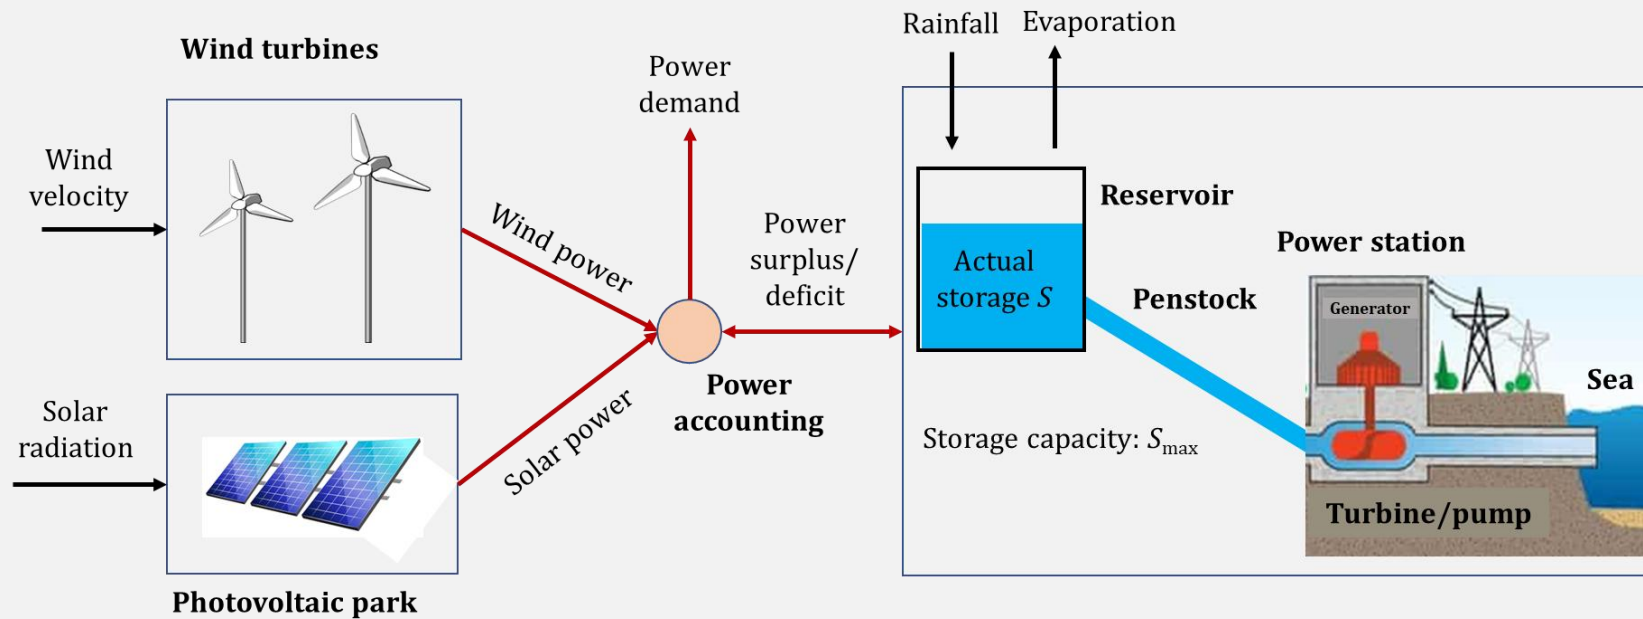 Wind turbines
Wind
velocity
Solar
radiation
Photovoltaic park
Wind power
Solar power
Power
demand
Power
accounting
Power
surplus/
deficit
Rainfall
Evaporation
Reservoir
Actual
storage S
Penstock
Storage capacity: Smax
Power station
Generator
Sea
Turbine/pump